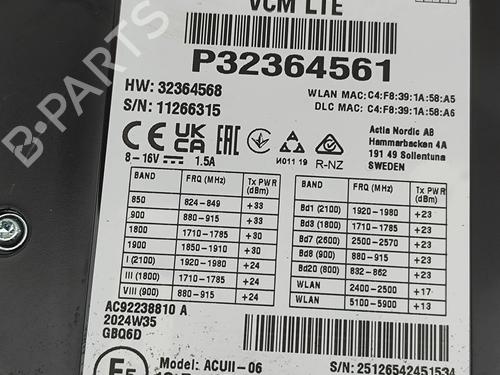 VCM LTE
P32364561
HW: 32364568
S/N: 11266315
WLAN MAC: C4:F8:39:1A:58:A5
DLC MAC: C4:F8:39:1A:58:A6
CE UK CA EAC
И011 19
R-NZ
Actia Nordic AB
Hammarbacken 4A
191 49 Sollentuna
SWEDEN
8-16V 1.5A
BAND FRQ (MHz) Tx PWR (dBm)
850 824-849 +33
900 880-915 +33
1800 1710-1785 +30
1900 1850-1910 +30
I (2100) 1920-1980 +24
III (1800) 1710-1785 +24
VIII (900) 880-915 +24
BAND FRQ (MHz) Tx PWR (dBm)
Bd1 (2100) 1920-1980 +23
Bd3 (1800) 1710-1785 +23
Bd7 (2600) 2500-2570 +23
Bd8 (900) 880-915 +23
Bd20 (800) 832-862 +23
WLAN 2400-2500 +17
WLAN 5100-5900 +13
AC92238810 A
2024W35
GBQ6D
Model: ACUII-06
S/N: 25126542451534
B-PARTS